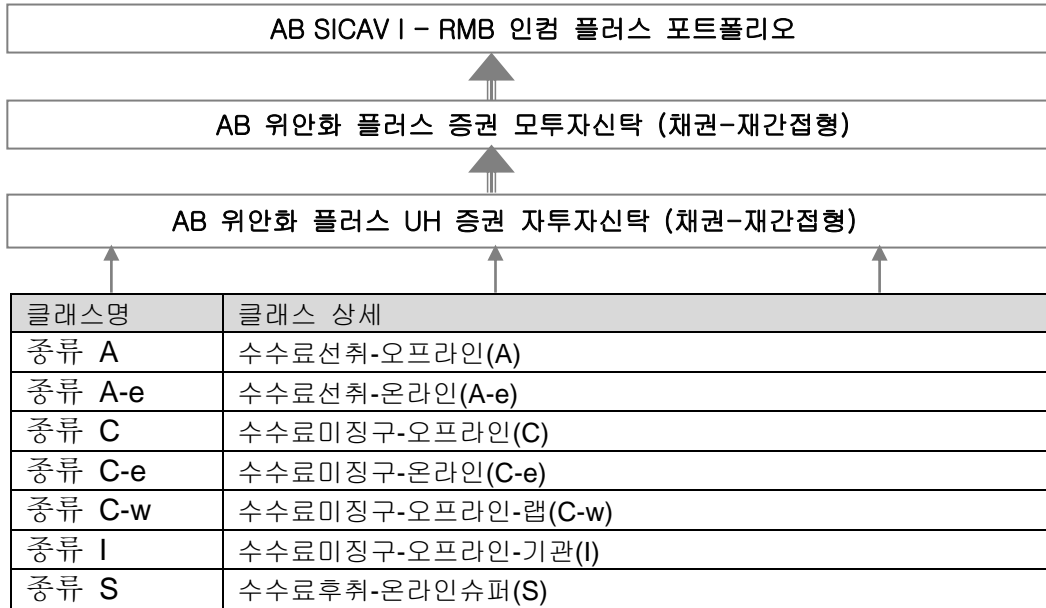 AB SICAV I – RMB 인컴 플러스 포트폴리오
AB 위안화 플러스 증권 모투자신탁 (채권–재간접형)
AB 위안화 플러스 UH 증권 자투자신탁 (채권–재간접형)
클래스명 클래스 상세
종류 A 수수료선취-오프라인(A)
종류 A-e 수수료선취-온라인(A-e)
종류 C 수수료미징구-오프라인(C)
종류 C-e 수수료미징구-온라인(C-e)
종류 C-w 수수료미징구-오프라인-랩(C-w)
종류 I 수수료미징구-오프라인-기관(I)
종류 S 수수료후취-온라인슈퍼(S)